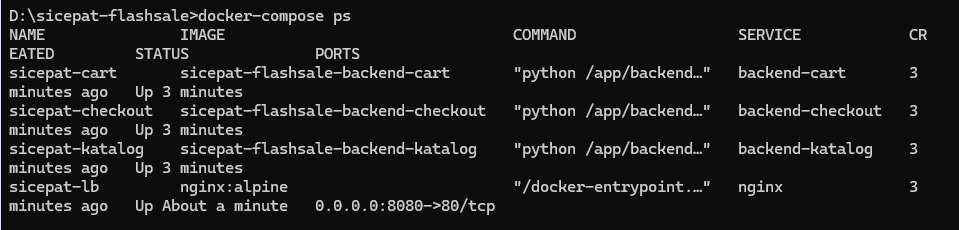 D:\sicepat-flashsale>docker-compose ps
NAME IMAGE COMMAND SERVICE CR
EATED STATUS PORTS
sicepat-cart sicepat-flashsale-backend-cart "python /app/backend…" backend-cart 3
minutes ago Up 3 minutes
sicepat-checkout sicepat-flashsale-backend-checkout "python /app/backend…" backend-checkout 3
minutes ago Up 3 minutes
sicepat-katalog sicepat-flashsale-backend-katalog "python /app/backend…" backend-katalog 3
minutes ago Up 3 minutes
sicepat-lb nginx:alpine "/docker-entrypoint.…" nginx 3
minutes ago Up About a minute 0.0.0.0:8080->80/tcp